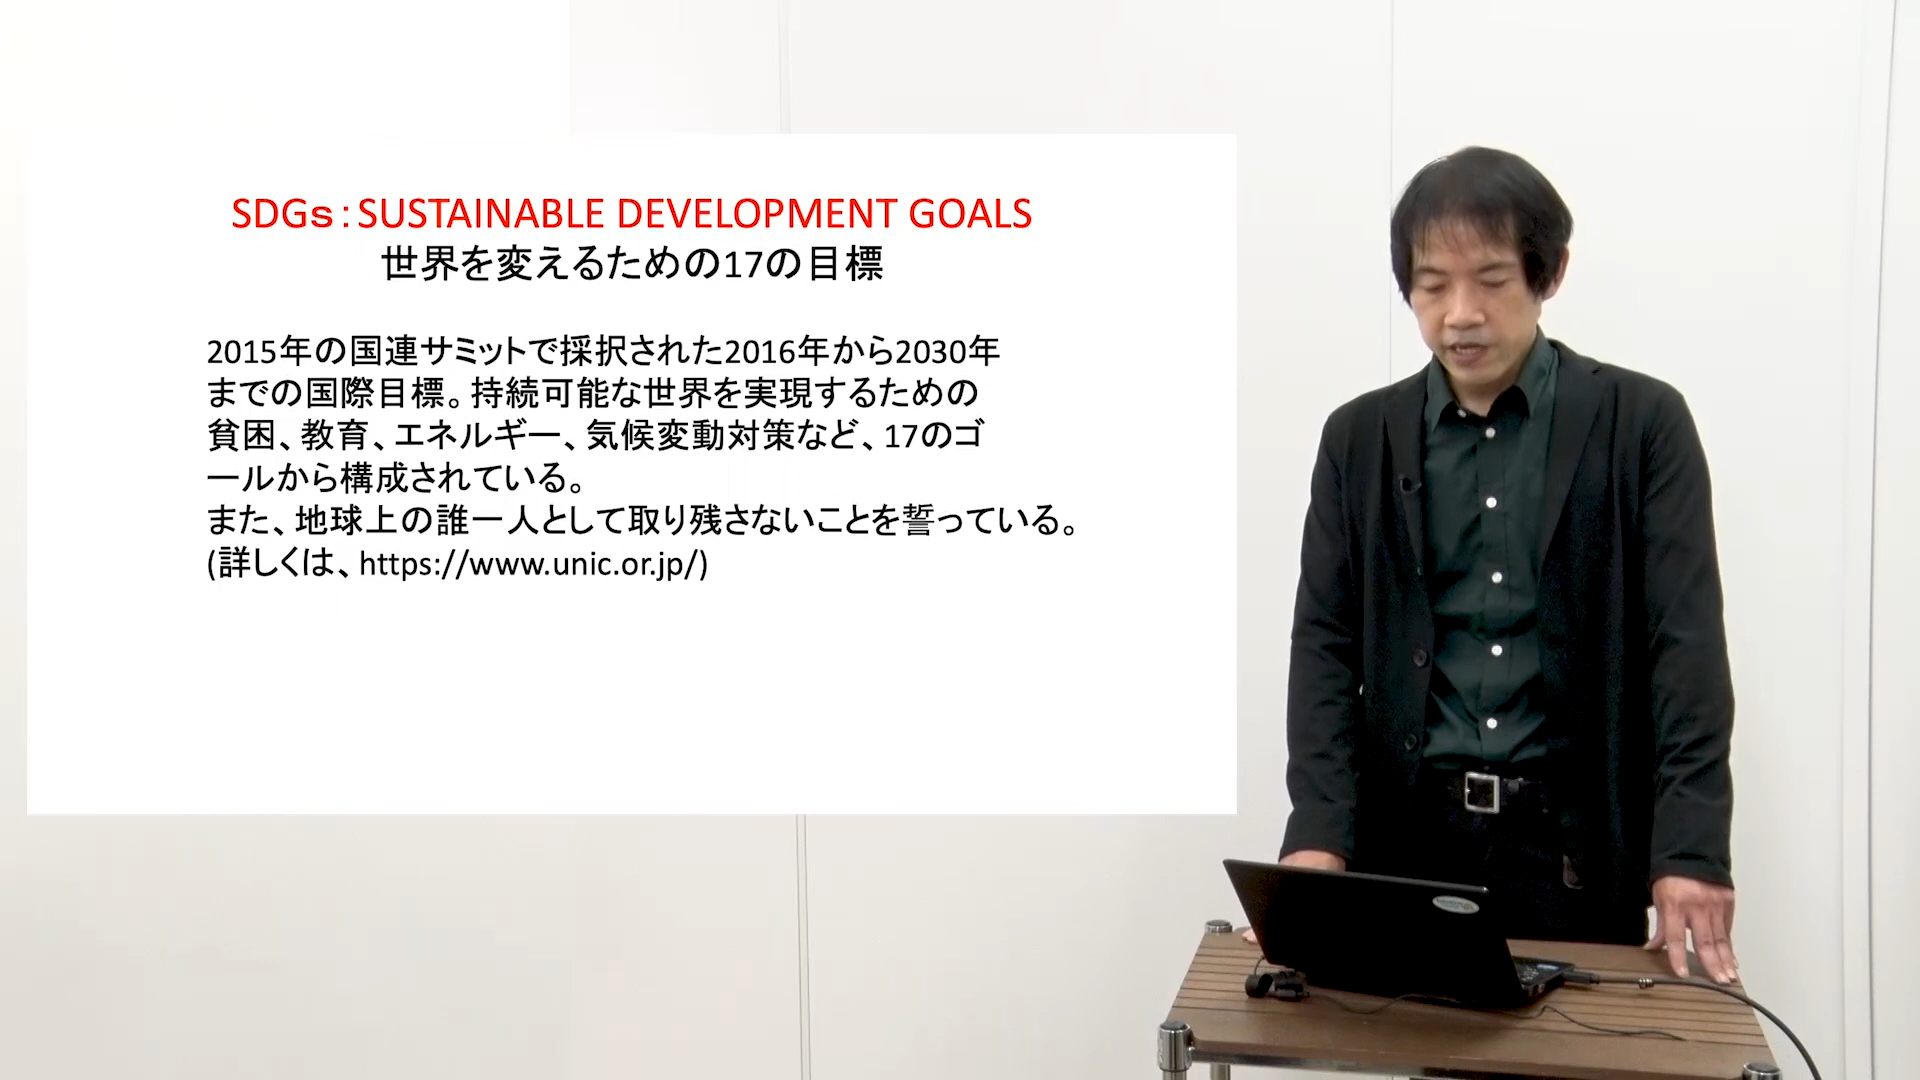 SDGs：SUSTAINABLE DEVELOPMENT GOALS
世界を変えるための17の目標
2015年の国連サミットで採択された2016年から2030年
までの国際目標。持続可能な世界を実現するための
貧困、教育、エネルギー、気候変動対策など、17のゴ
ールから構成されている。
また、地球上の誰一人として取り残さないことを誓っている。
(詳しくは、https://www.unic.or.jp/)